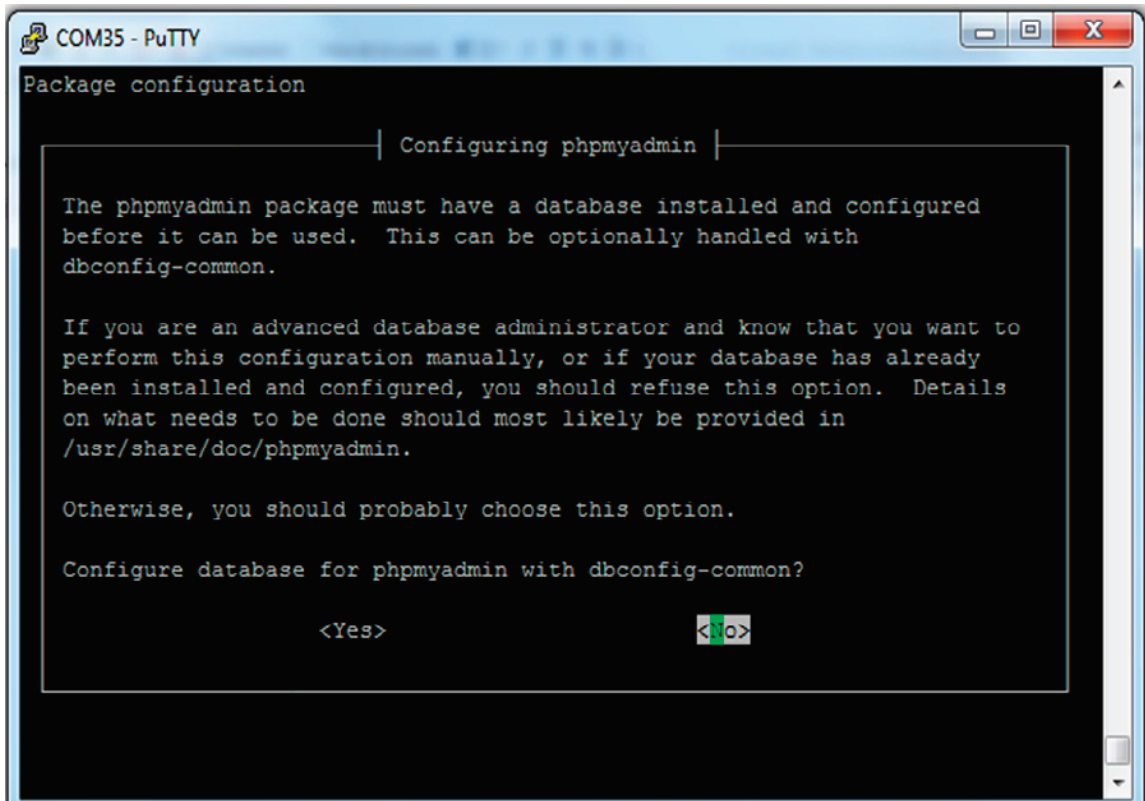 COM35 - PuTTY
Package configuration
Configuring phpmyadmin
The phpmyadmin package must have a database installed and configured
before it can be used.  This can be optionally handled with
dbconfig-common.
If you are an advanced database administrator and know that you want to
perform this configuration manually, or if your database has already
been installed and configured, you should refuse this option.  Details
on what needs to be done should most likely be provided in
/usr/share/doc/phpmyadmin.
Otherwise, you should probably choose this option.
Configure database for phpmyadmin with dbconfig-common?
<Yes> <No>